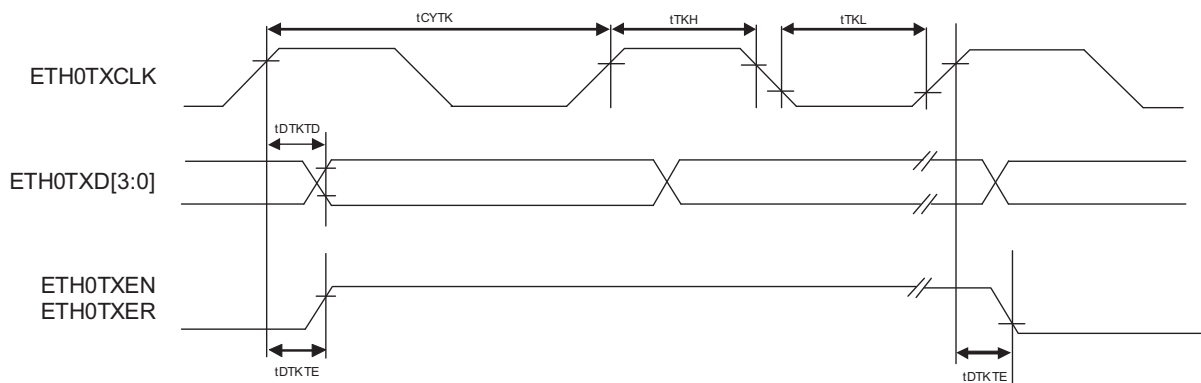 tCYTK
tTKH
tTKL
ETH0TXCLK
tDTKTD
ETH0TXD[3:0]
ETH0TXEN
ETH0TXER
tDTKTE
tDTKTE